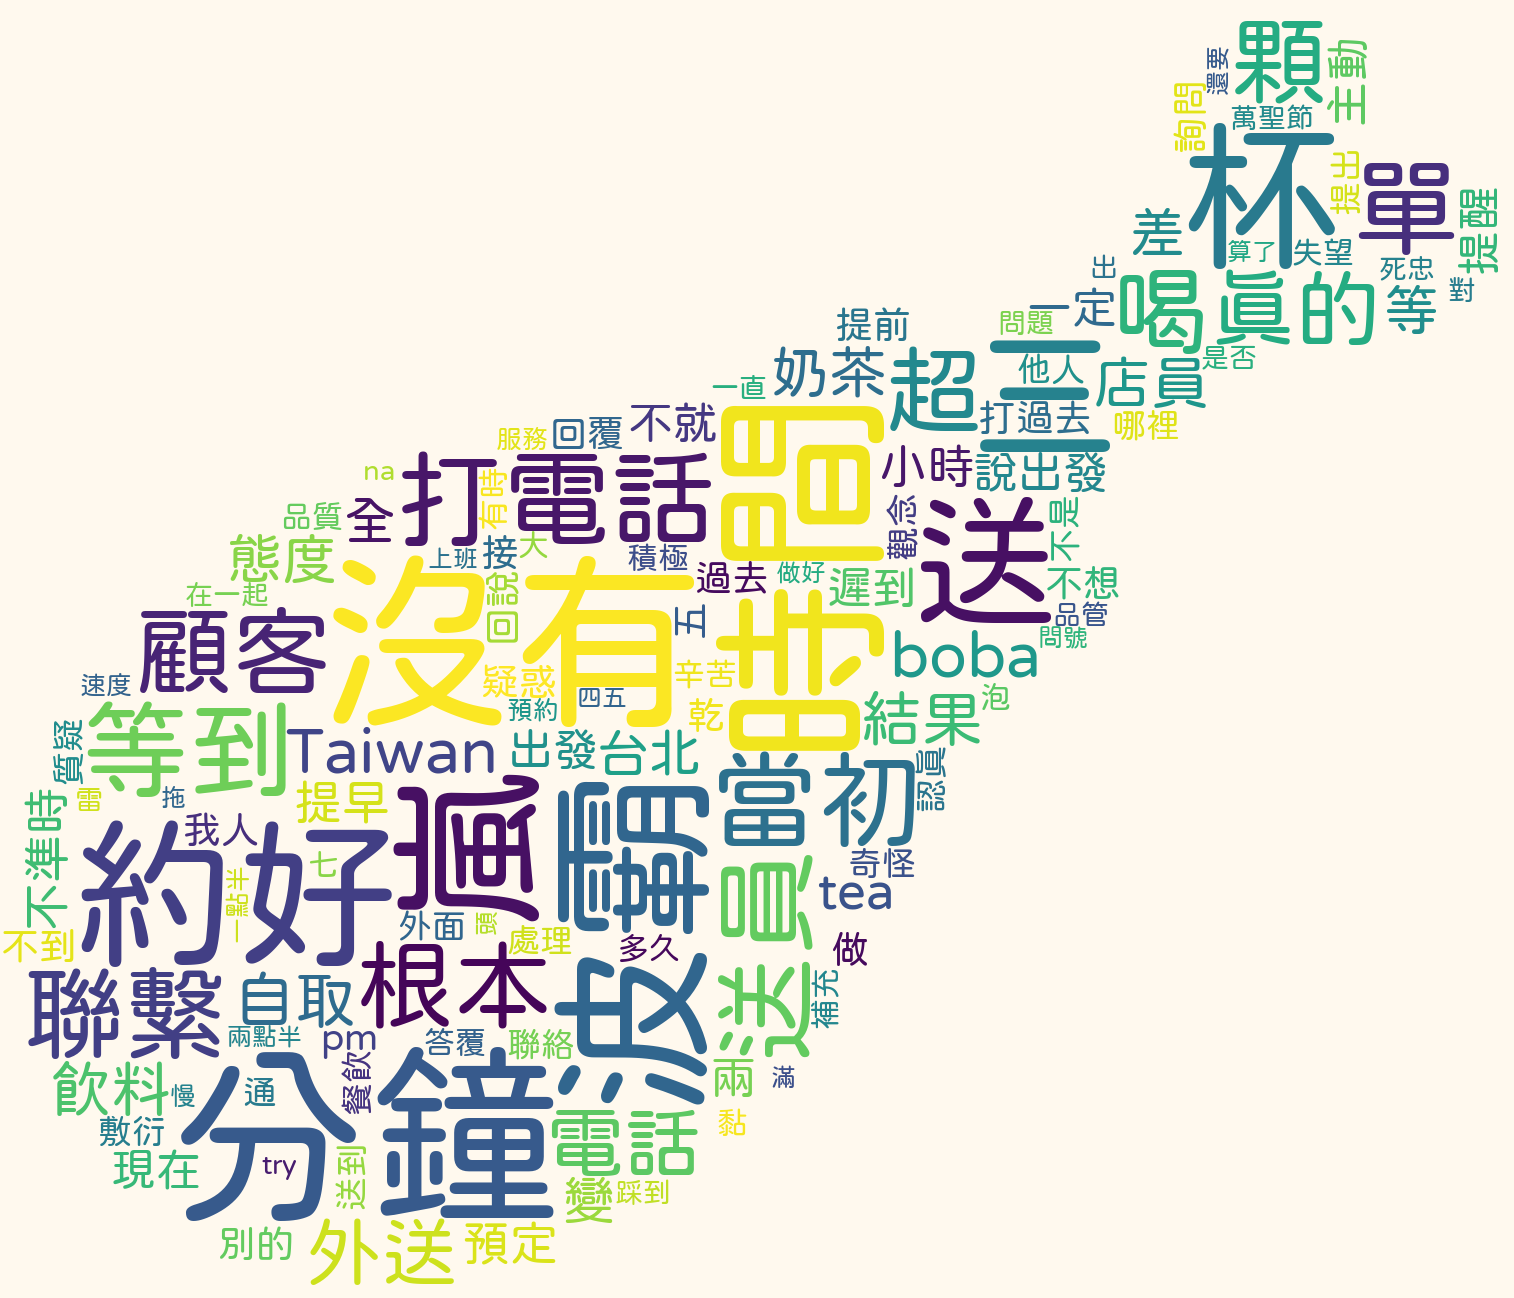 顆
還要
主動
詢問
萬聖節
杯
提出
單
提醒
差
算了
失望
死忠
對
出
喝
真的
等
一定
提前
問題
三
他人
超
奶茶
店員
是否
一直
不就
回覆
服務
間
打過去
哪裡
小時
說出發
na
打電話
有時
全
品質
觀念
送
不是
態度
上班
接
大
積極
過去
做好
遲到
不想
在一起
沒有
回說
五
時
品管
問號
顧客
boba
速度
疑惑
辛苦
四五
預約
乾
結果
泡
等到
質疑
Taiwan
出發
台北
當初
認真
雷
拖
提早
瘋
霸
不準時
我人
約好
七
一點半
員
奇怪
tea
外面
頭
處理
不到
多久
做
根本
波
送
補充
聯繫
自取
兩點半
pm
答覆
聯絡
餐飲
兩
滿
飲料
慢
通
分鐘
敷衍
電話
黏
現在
try
送到
變
踩到
別的
外送
預定